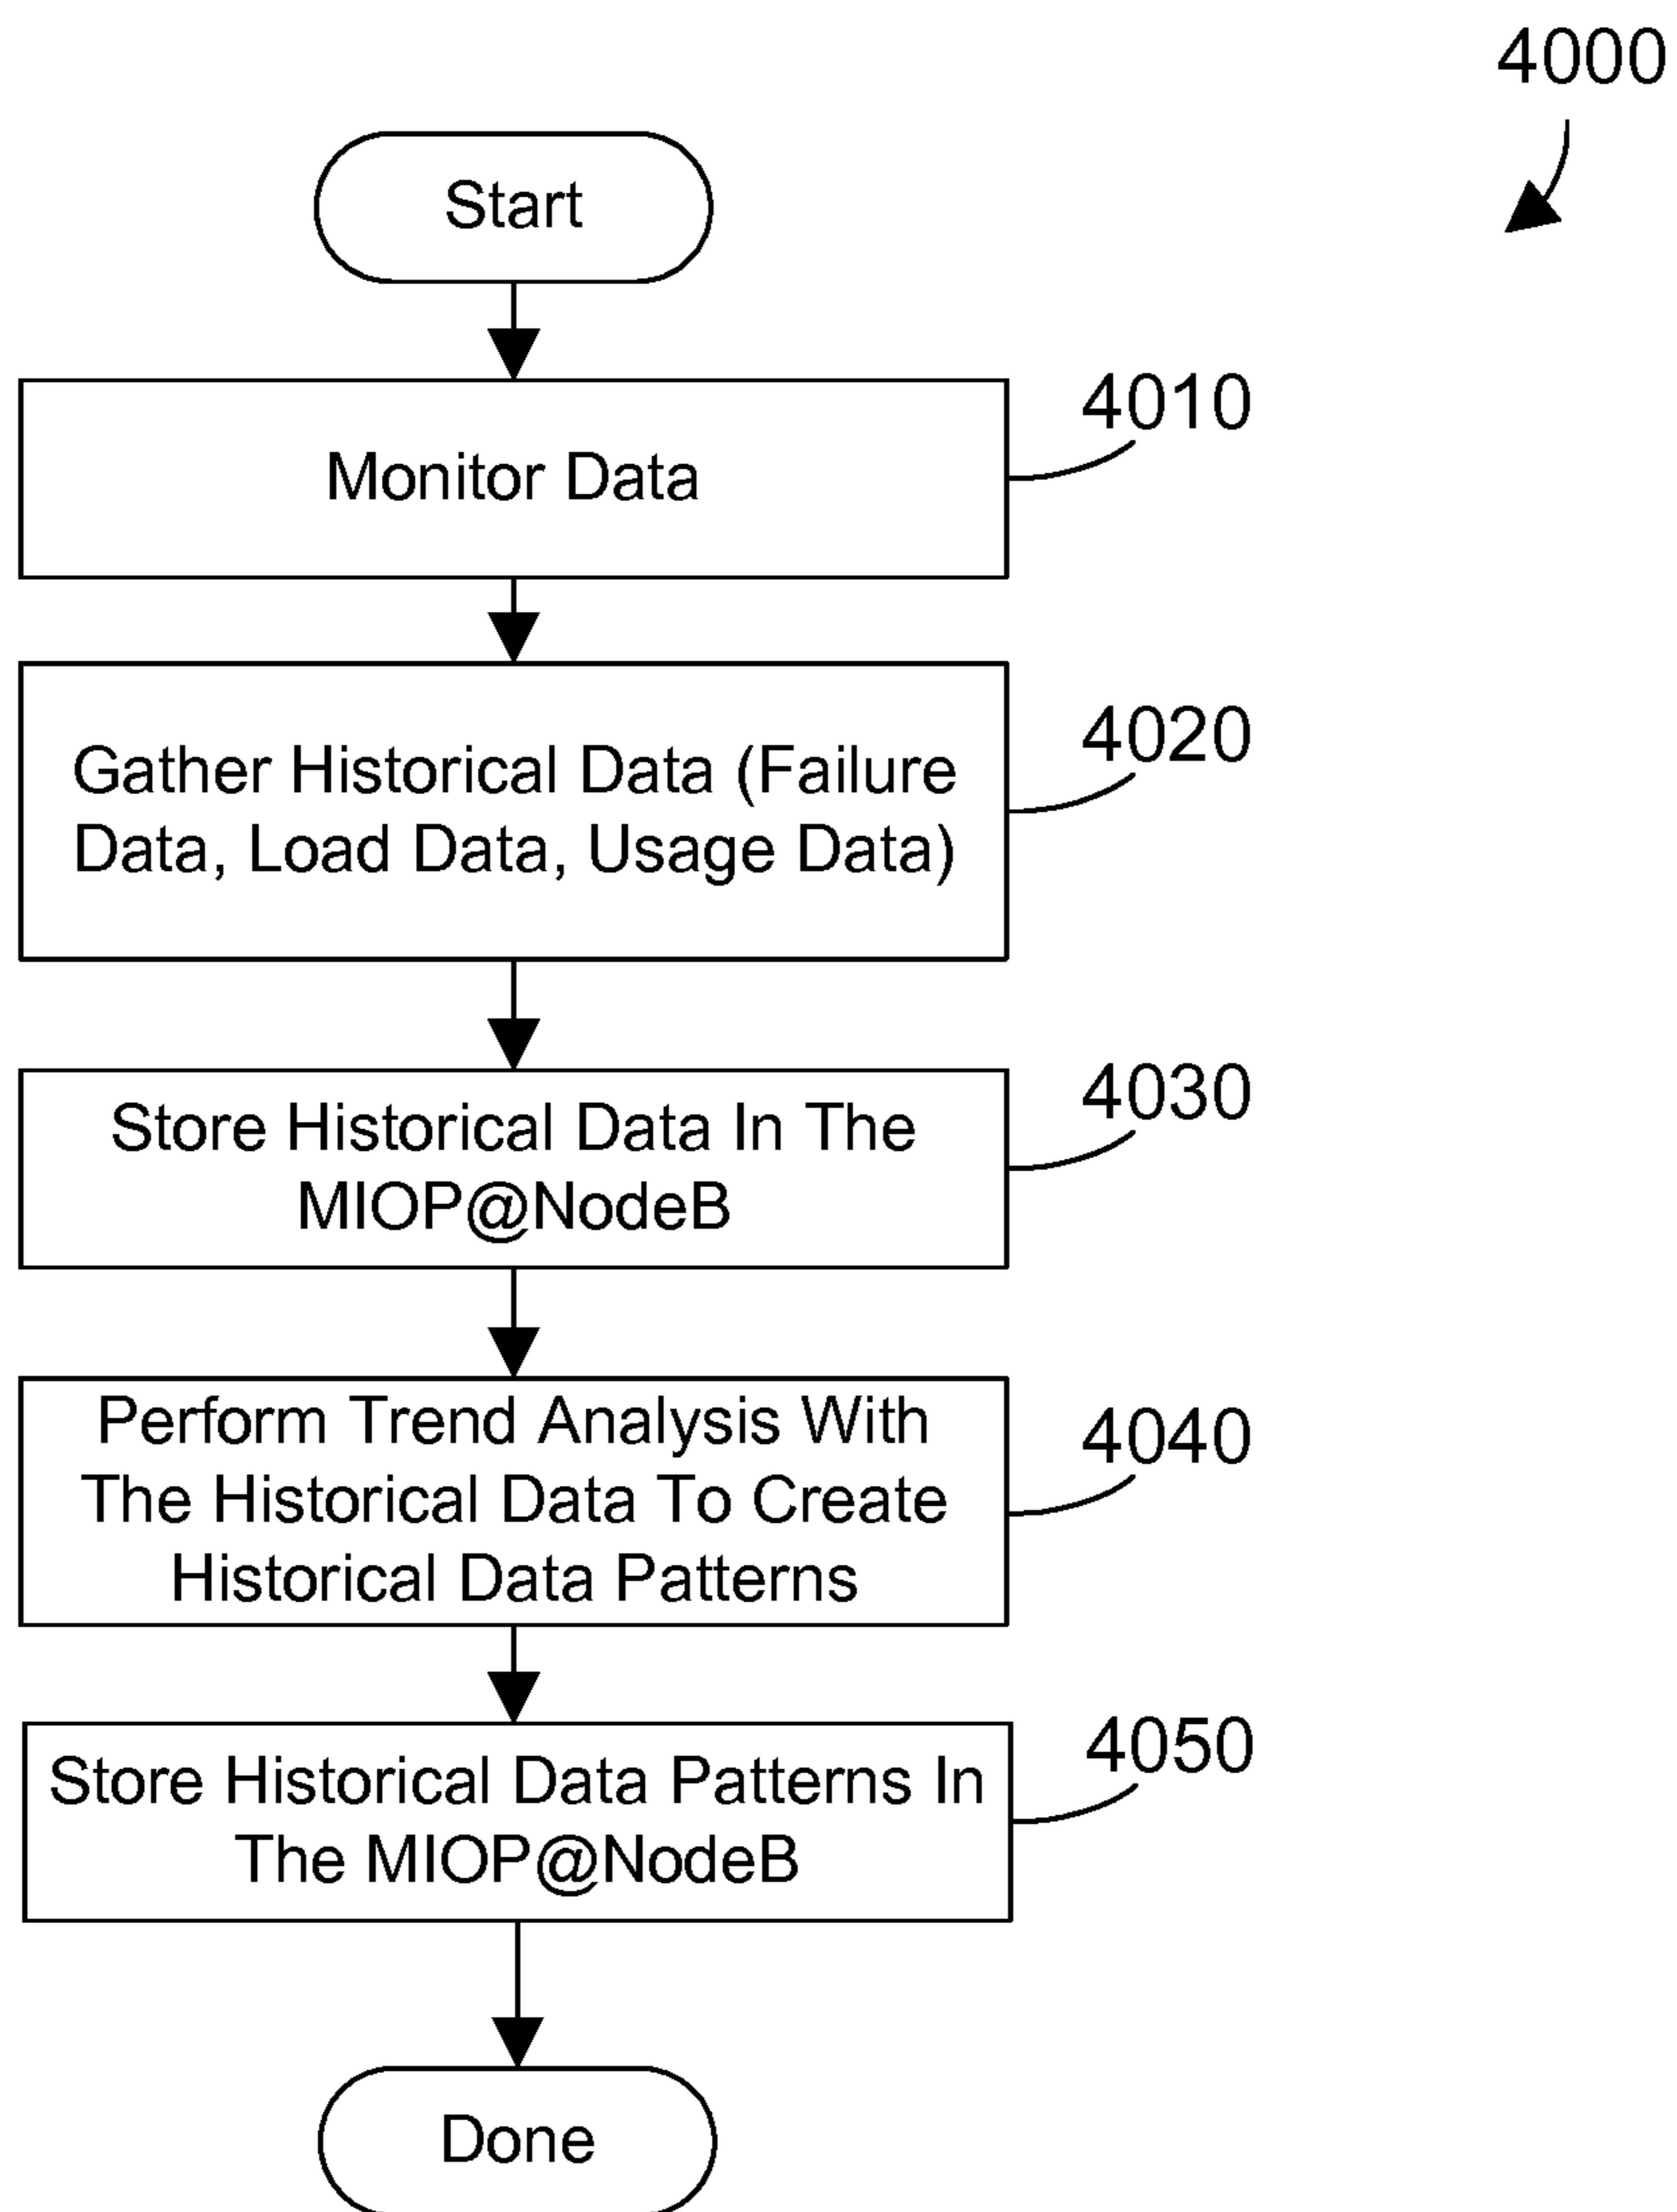 4000
Start
4010
Monitor Data
4020
Gather Historical Data (Failure
Data, Load Data, Usage Data)
4030
Store Historical Data In The
MIOP@NodeB
Perform Trend Analysis With
4040
The Historical Data To Create
Historical Data Patterns
4050
Store Historical Data Patterns In
The MIOP@NodeB
Done